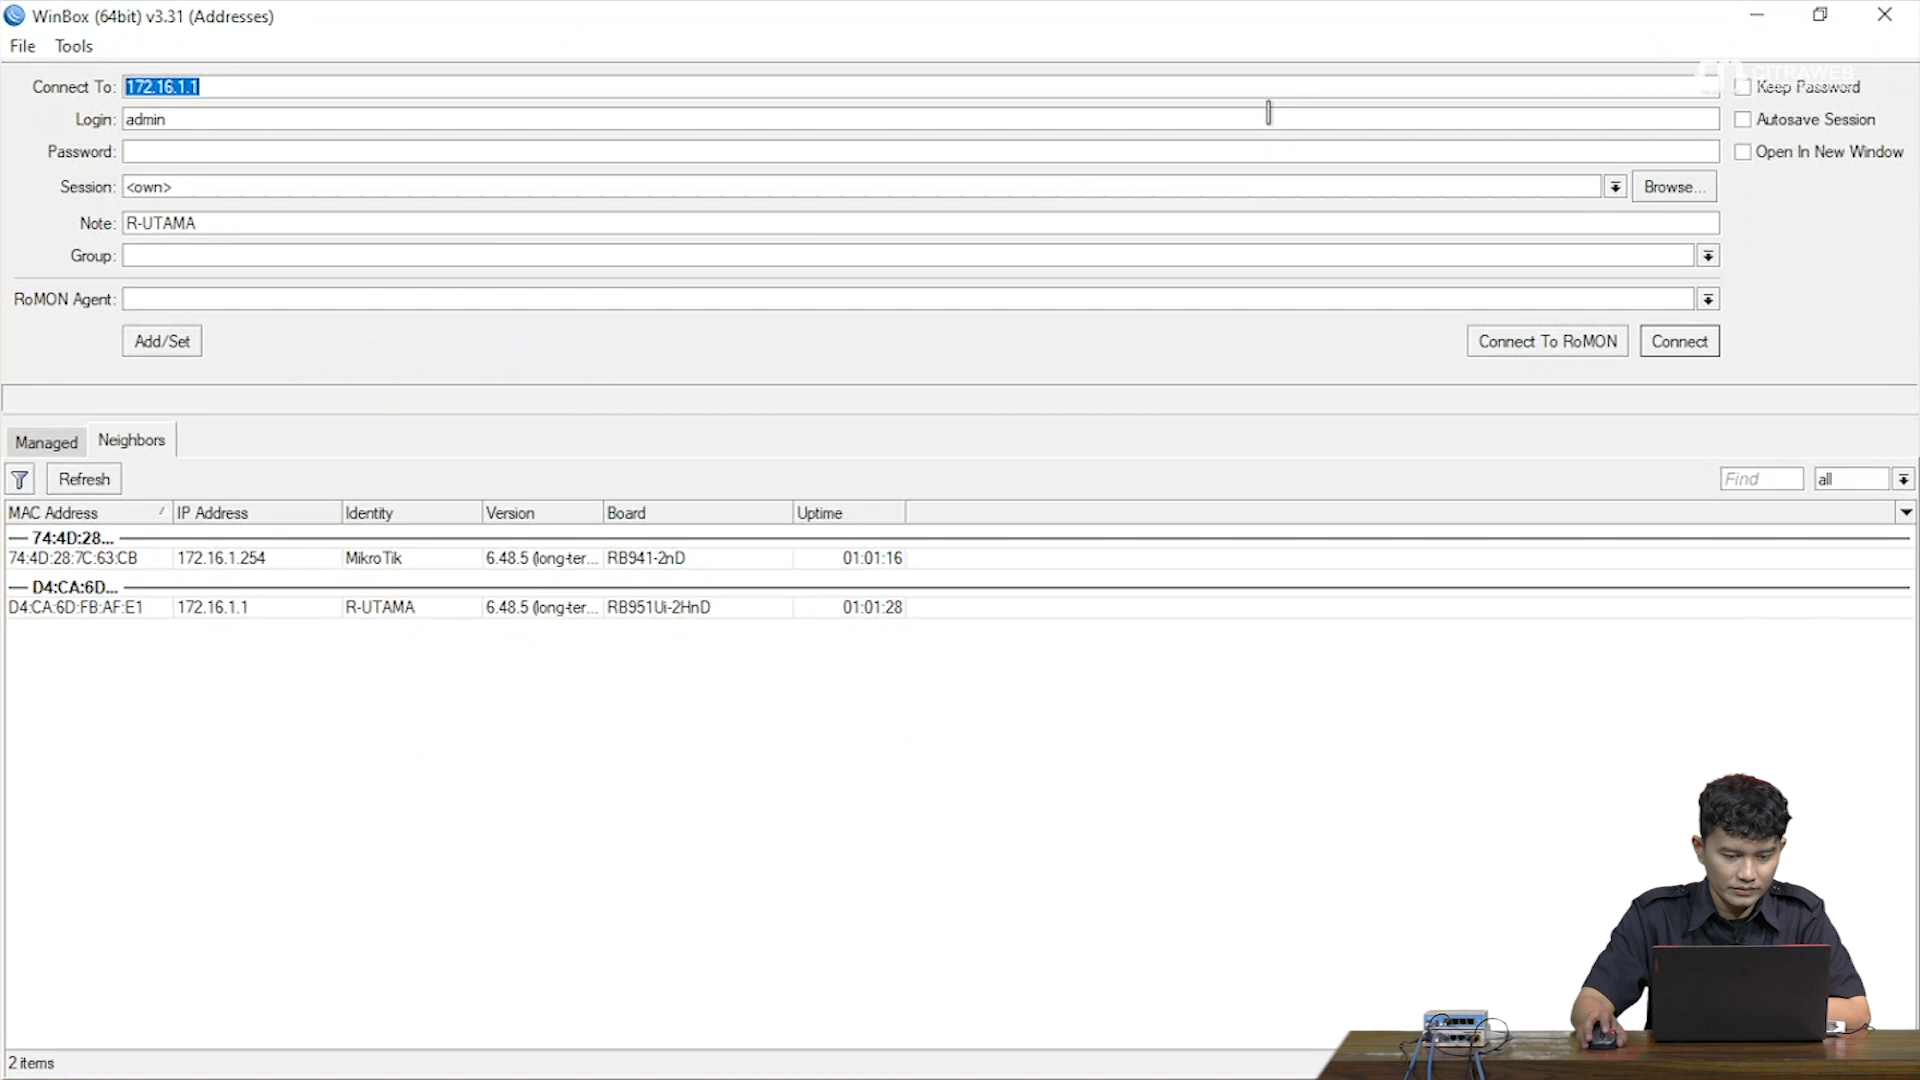 WinBox (64bit) v3.31 (Addresses)
File Tools
CITRAWEB
Connect To: 172.16.1.1
Keep Password
Login: admin
Autosave Session
Password:
Open In New Window
Session: <own>
Browse...
Note: R-UTAMA
Group:
RoMON Agent:
Add/Set
Connect To RoMON
Connect
Managed
Neighbors
Refresh
Find
all
MAC Address IP Address Identity Version Board Uptime
74:4D:28...
74:4D:28:7C:63:CB 172.16.1.254 MikroTik 6.48.5 (long-ter... RB941-2nD 01:01:16
D4:CA:6D...
D4:CA:6D:FB:AF:E1 172.16.1.1 R-UTAMA 6.48.5 (long-ter... RB951Ui-2HnD 01:01:28
2 items